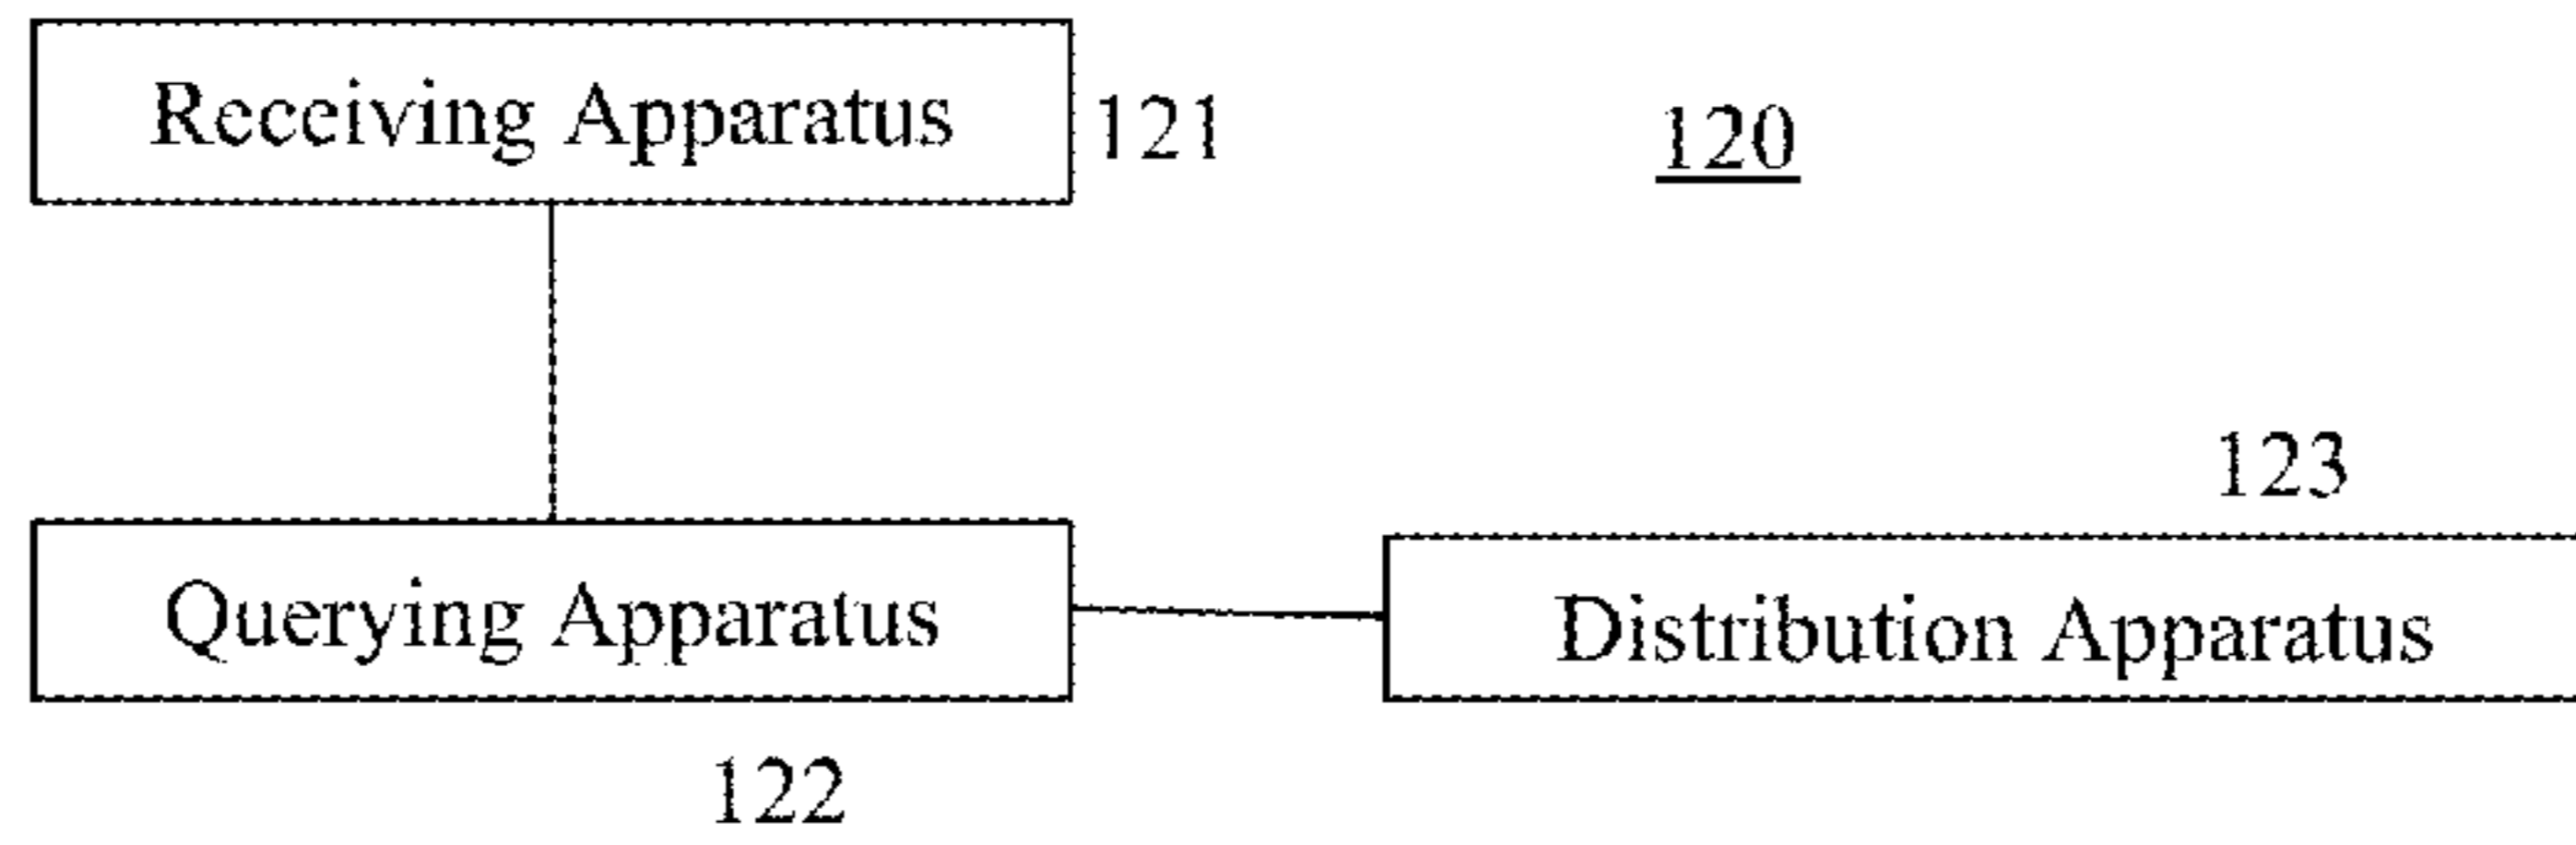 Receiving Apparatus
121
120
123
Querying Apparatus
Distribution Apparatus
122